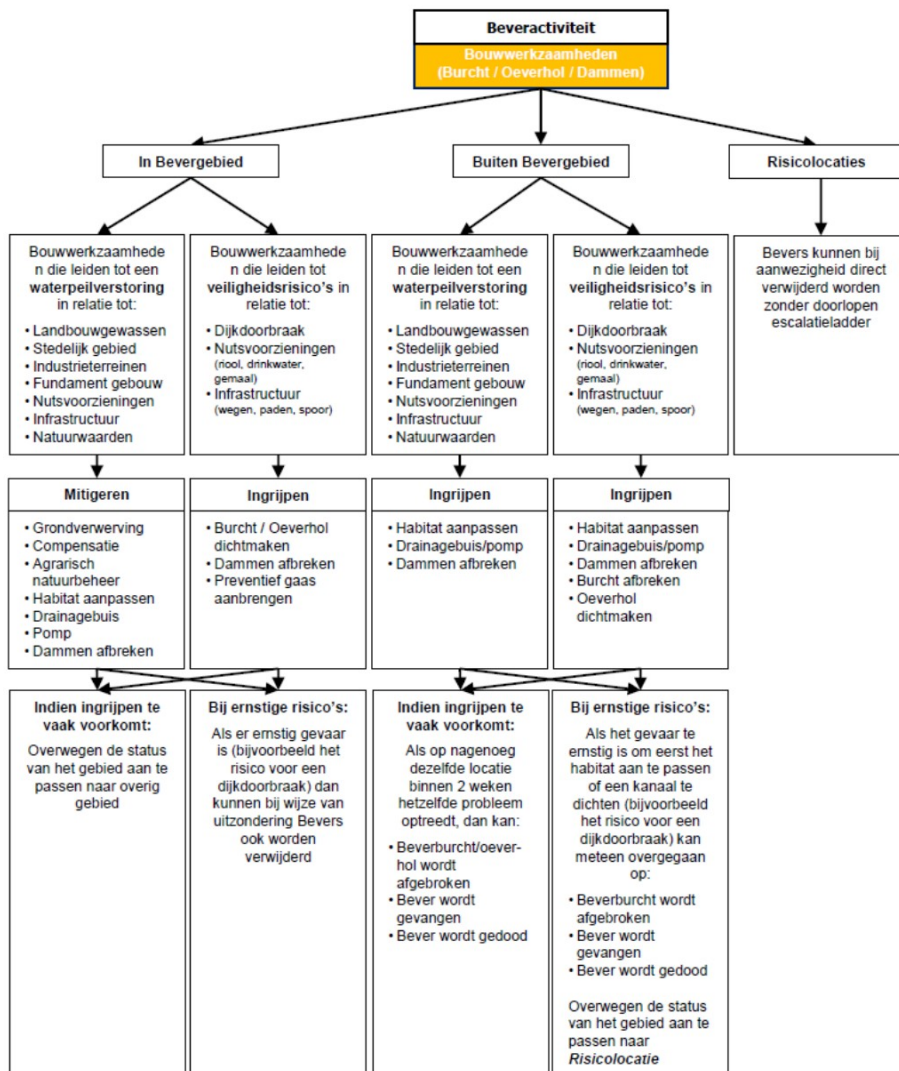 Beveractiviteit
Bouwwerkzaamheden
(Burcht / Oeverhol / Dammen)
In Bevergebied
Buiten Bevergebied
Risicolocaties
Bouwwerkzaamhede
n die leiden tot een
waterpeilverstoring
in relatie tot:
• Landbouwgewassen
• Stedelijk gebied
• Industrieterreinen
• Fundament gebouw
• Nutsvoorzieningen
• Infrastructuur
• Natuurwaarden
Bouwwerkzaamhede
n die leiden tot
veiligheidsrisico's in
relatie tot:
• Dijkdoorbraak
• Nutsvoorzieningen
(riool, drinkwater,
gemaal)
• Infrastructuur
(wegen, paden, spoor)
Bouwwerkzaamhede
n die leiden tot een
waterpeilverstoring
in relatie tot:
• Landbouwgewassen
• Stedelijk gebied
• Industrieterreinen
• Fundament gebouw
• Nutsvoorzieningen
• Infrastructuur
• Natuurwaarden
Bouwwerkzaamhede
n die leiden tot
veiligheidsrisico's in
relatie tot:
• Dijkdoorbraak
• Nutsvoorzieningen
(riool, drinkwater,
gemaal)
• Infrastructuur
(wegen, paden, spoor)
Bevers kunnen bij
aanwezigheid direct
verwijderd worden
zonder doorlopen
escalatieladder
Mitigeren
• Grondverwerving
• Compensatie
• Agrarisch
natuurbeheer
• Habitat aanpassen
• Drainagebuis
• Pomp
• Dammen afbreken
Ingrijpen
• Burcht / Oeverhol
dichtmaken
• Dammen afbreken
• Preventief gaas
aanbrengen
Ingrijpen
• Habitat aanpassen
• Drainagebuis/pomp
• Dammen afbreken
Ingrijpen
• Habitat aanpassen
• Drainagebuis/pomp
• Dammen afbreken
• Burcht afbreken
• Oeverhol
dichtmaken
Indien ingrijpen te
vaak voorkomt:
Overwegen de status
van het gebied aan te
passen naar overig
gebied
Bij ernstige risico's:
Als er ernstig gevaar
is (bijvoorbeeld het
risico voor een
dijkdoorbraak) dan
kunnen bij wijze van
uitzondering Bevers
ook worden
verwijderd
Indien ingrijpen te
vaak voorkomt:
Als op nagenoeg
dezelfde locatie
binnen 2 weken
hetzelfde probleem
optreedt, dan kan:
• Beverburcht/oever-
hol wordt
afgebroken
• Bever wordt
gevangen
• Bever wordt gedood
Bij ernstige risico's:
Als het gevaar te
ernstig is om eerst het
habitat aan te passen
of een kanaal te
dichten (bijvoorbeeld
het risico voor een
dijkdoorbraak) kan
meteen overgegaan
op:
• Beverburcht wordt
afgebroken
• Bever wordt
gevangen
• Bever wordt gedood
Overwegen de status
van het gebied aan te
passen naar
Risicolocatie